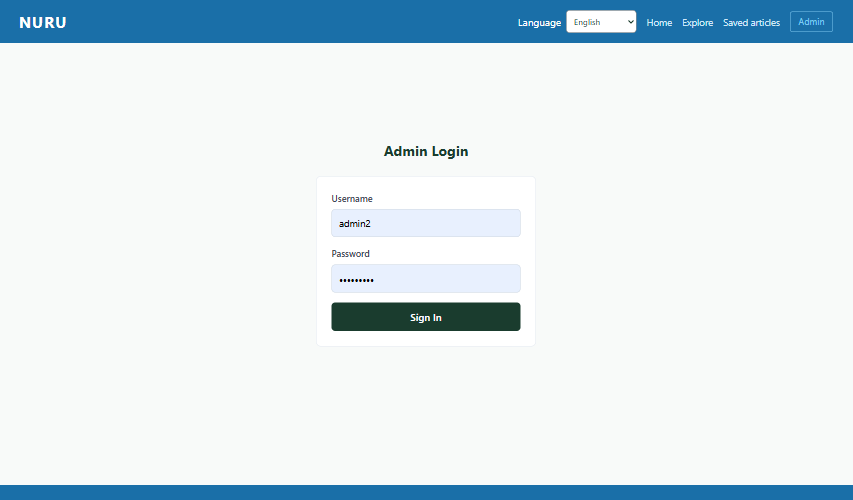 NURU
Language English Home Explore Saved articles Admin
Admin Login
Username
admin2
Password
•••••••••
Sign In